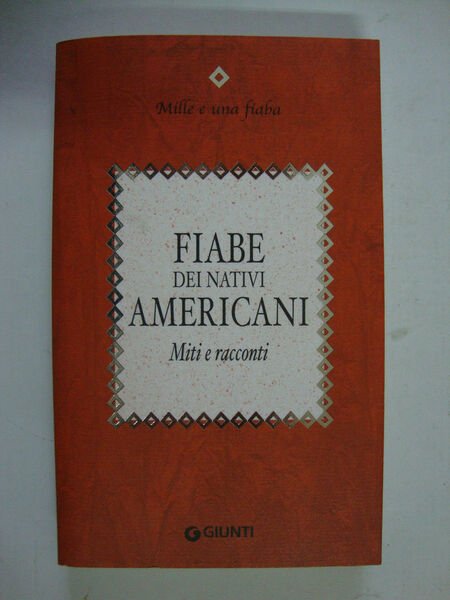 Mille e una fiaba
FIABE
DEI NATIVI
AMERICANI
Miti e racconti
GIUNTI